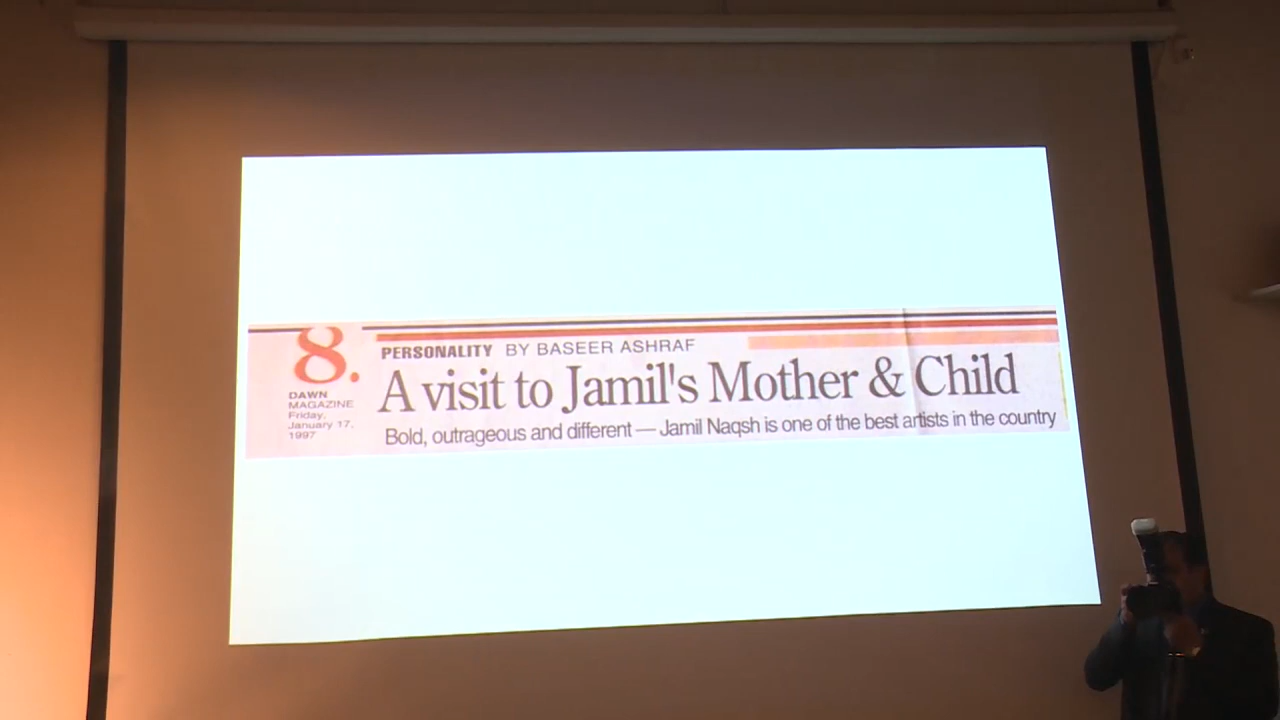 8.
DAWN
MAGAZINE
Friday,
January 17,
1997
PERSONALITY BY BASEER ASHRAF
A visit to Jamil's Mother & Child
Bold, outrageous and different — Jamil Naqsh is one of the best artists in the country